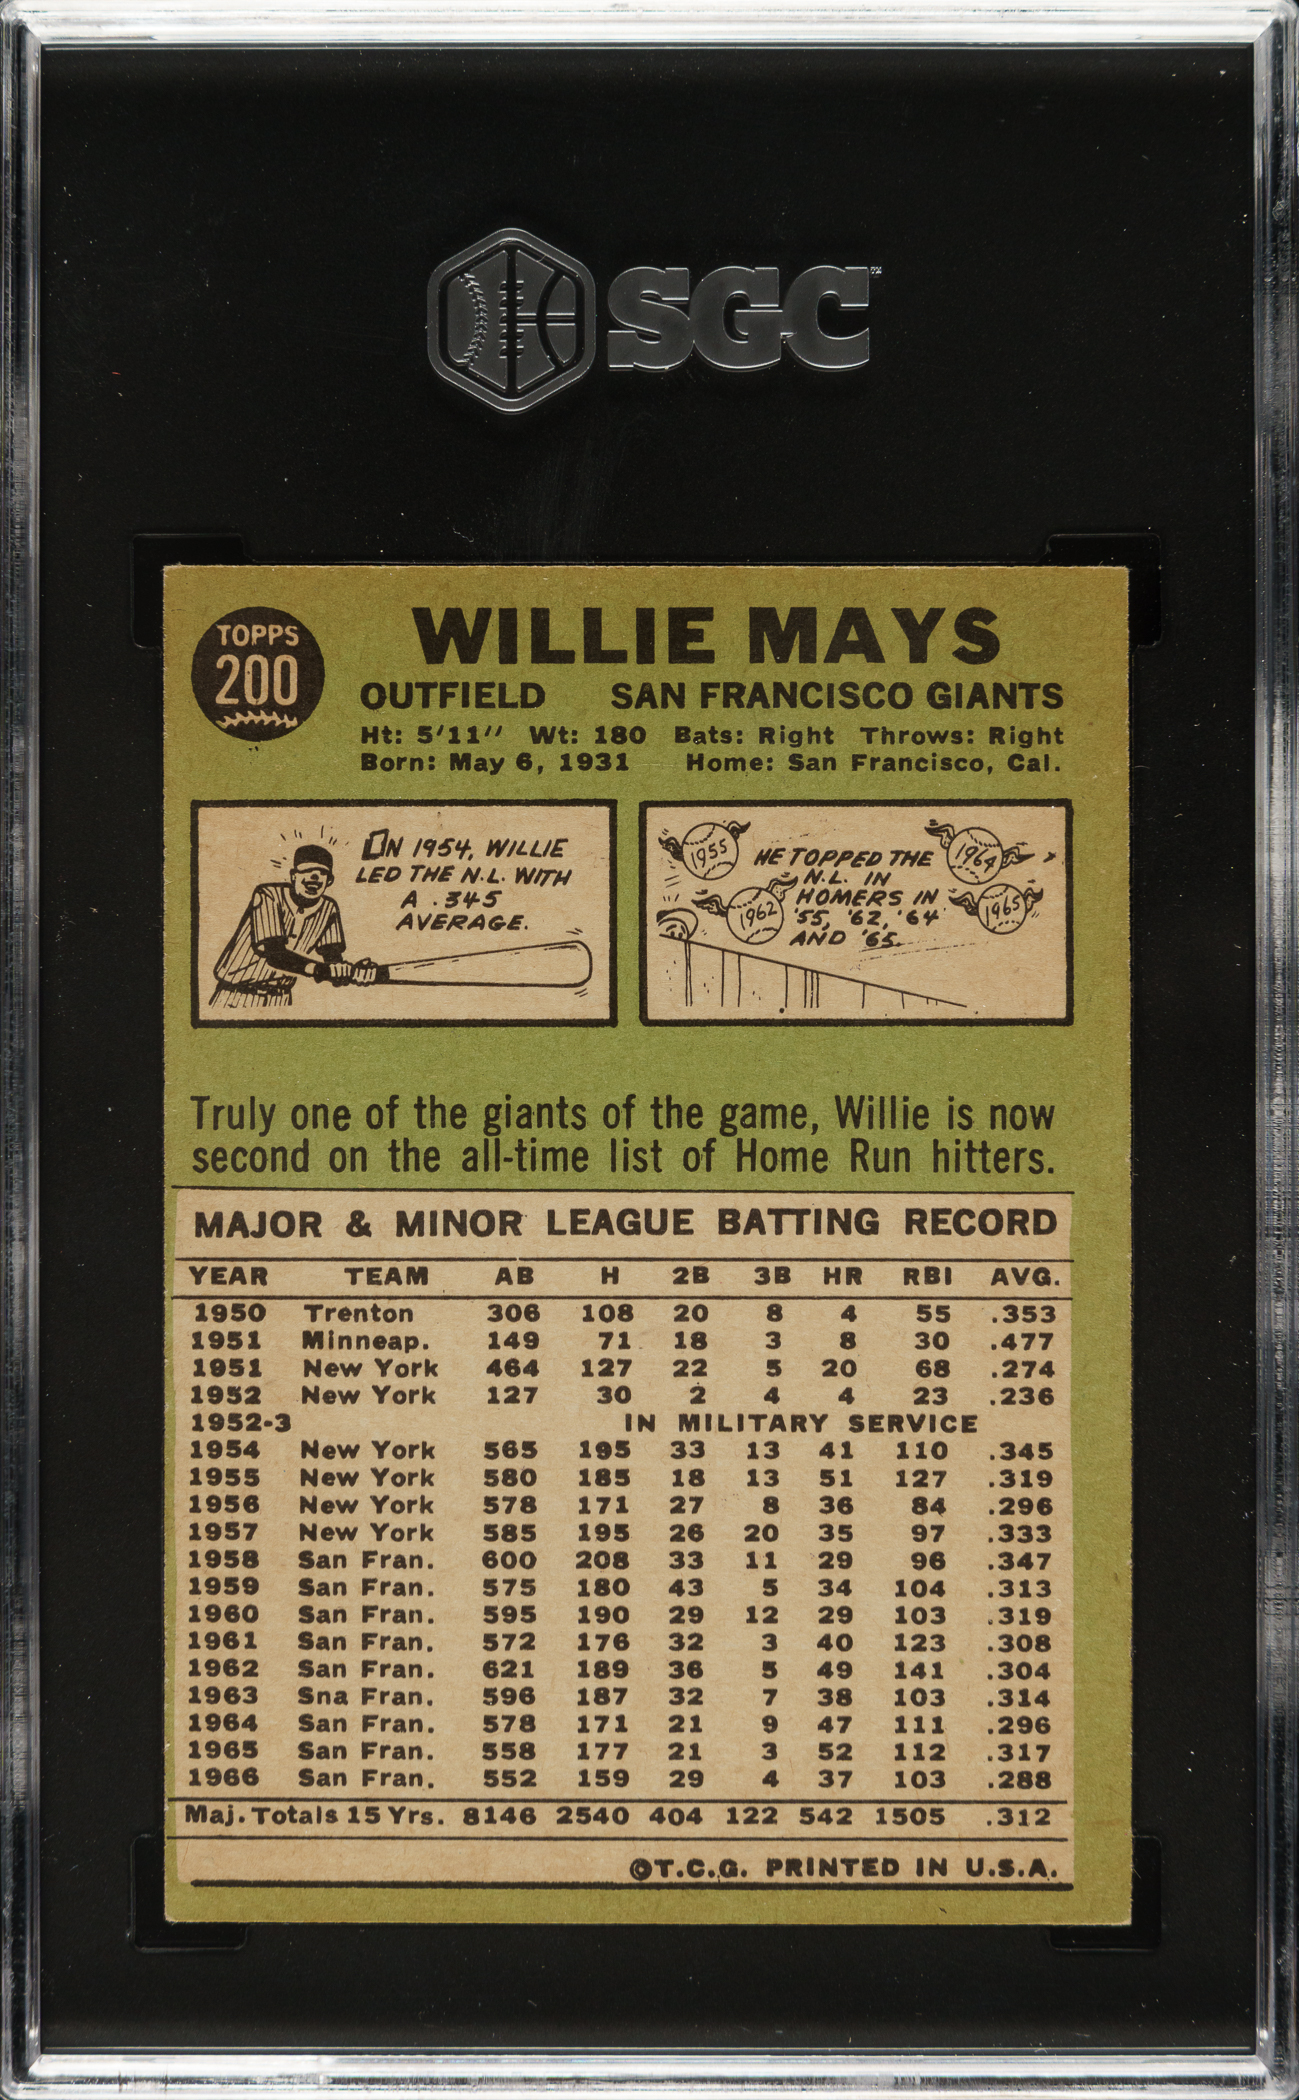 SGC™
TOPPS
200
WILLIE MAYS
OUTFIELD SAN FRANCISCO GIANTS
Ht: 5'11" Wt: 180 Bats: Right Throws: Right
Born: May 6, 1931 Home: San Francisco, Cal.
IN 1954, WILLIE
LED THE N.L. WITH
A .345
AVERAGE.
1955
1962
HE TOPPED THE
N.L. IN
HOMERS IN
'55, '62, '64
AND '65.
1964
1965
Truly one of the giants of the game, Willie is now
second on the all-time list of Home Run hitters.
MAJOR & MINOR LEAGUE BATTING RECORD
YEAR TEAM AB H 2B 3B HR RBI AVG.
1950 Trenton 306 108 20 8 4 55 .353
1951 Minneap. 149 71 18 3 8 30 .477
1951 New York 464 127 22 5 20 68 .274
1952 New York 127 30 2 4 4 23 .236
1952-3 IN MILITARY SERVICE
1954 New York 565 195 33 13 41 110 .345
1955 New York 580 185 18 13 51 127 .319
1956 New York 578 171 27 8 36 84 .296
1957 New York 585 195 26 20 35 97 .333
1958 San Fran. 600 208 33 11 29 96 .347
1959 San Fran. 575 180 43 5 34 104 .313
1960 San Fran. 595 190 29 12 29 103 .319
1961 San Fran. 572 176 32 3 40 123 .308
1962 San Fran. 621 189 36 5 49 141 .304
1963 Sna Fran. 596 187 32 7 38 103 .314
1964 San Fran. 578 171 21 9 47 111 .296
1965 San Fran. 558 177 21 3 52 112 .317
1966 San Fran. 552 159 29 4 37 103 .288
Maj. Totals 15 Yrs. 8146 2540 404 122 542 1505 .312
©T.C.G. PRINTED IN U.S.A.